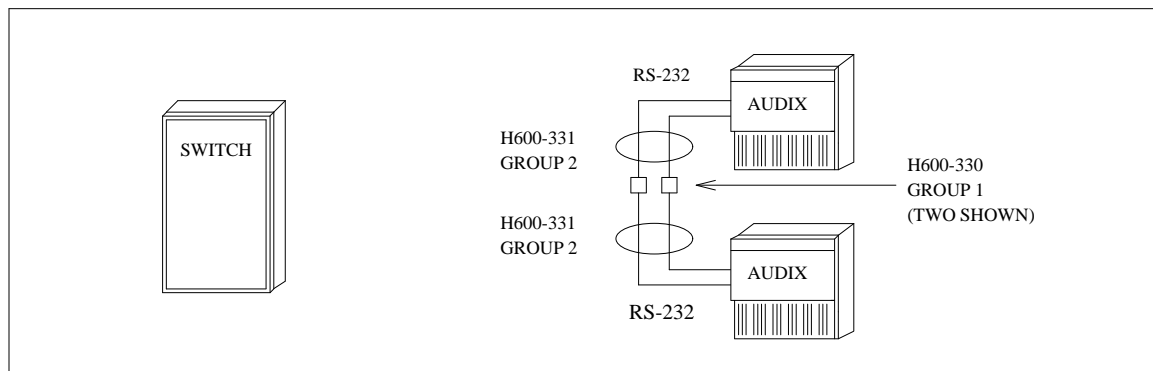 RS-232
AUDIX
SWITCH
H600-331
GROUP 2
H600-330
GROUP 1
(TWO SHOWN)
H600-331
GROUP 2
AUDIX
RS-232